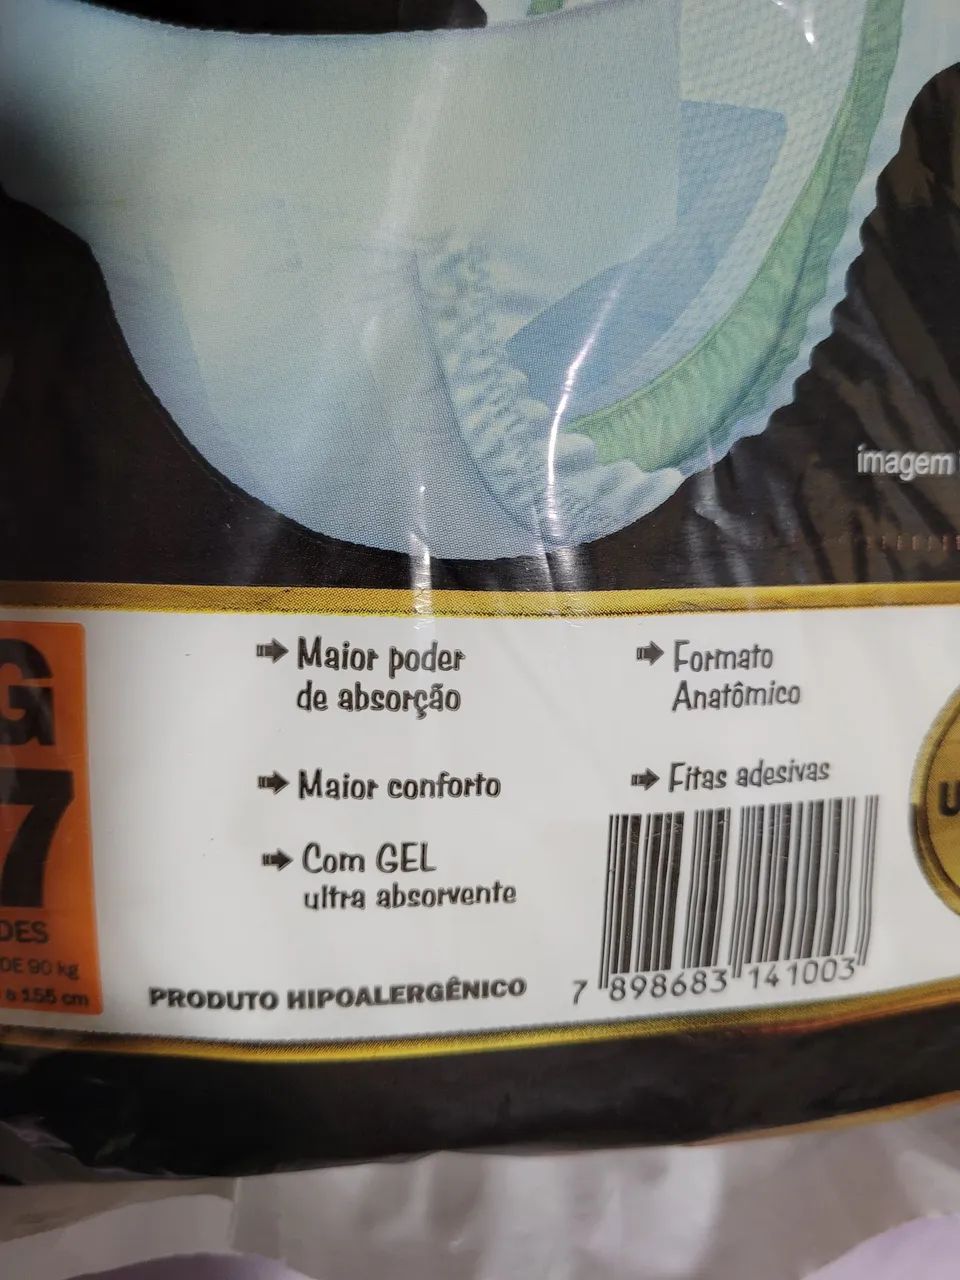 imagem
G
7
DES
DE 90 kg
a 155 cm
Maior poder
de absorção
Maior conforto
Com GEL
ultra absorvente
PRODUTO HIPOALERGÊNICO
Formato
Anatômico
Fitas adesivas
7 898683 141003
U